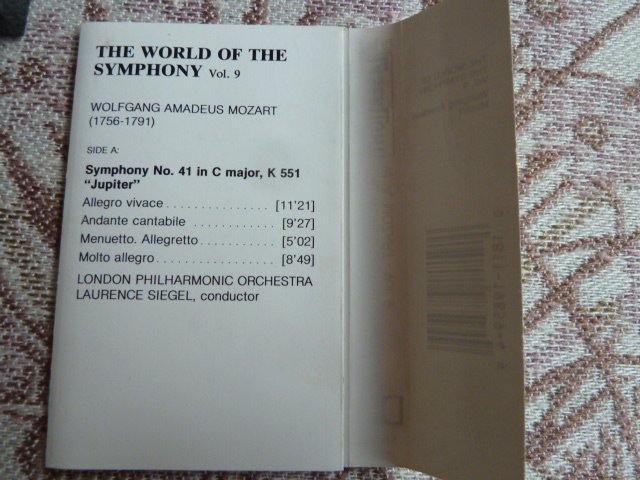 THE WORLD OF THE
SYMPHONY Vol. 9
WOLFGANG AMADEUS MOZART
(1756-1791)
SIDE A:
Symphony No. 41 in C major, K 551
"Jupiter"
Allegro vivace ................ [11'21]
Andante cantabile ............ [9'27]
Menuetto. Allegretto ........... [5'02]
Molto allegro .................. [8'49]
LONDON PHILHARMONIC ORCHESTRA
LAURENCE SIEGEL, conductor